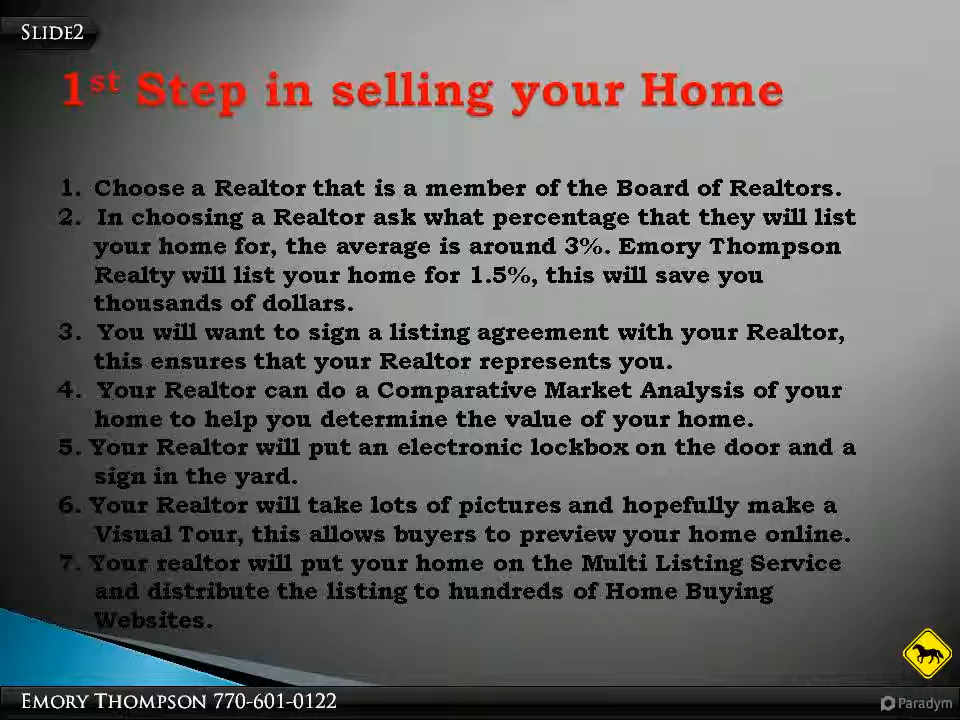 SLIDE2
1st Step in selling your Home
1. Choose a Realtor that is a member of the Board of Realtors.
2. In choosing a Realtor ask what percentage that they will list
your home for, the average is around 3%. Emory Thompson
Realty will list your home for 1.5%, this will save you
thousands of dollars.
3. You will want to sign a listing agreement with your Realtor,
this ensures that your Realtor represents you.
4. Your Realtor can do a Comparative Market Analysis of your
home to help you determine the value of your home.
5. Your Realtor will put an electronic lockbox on the door and a
sign in the yard.
6. Your Realtor will take lots of pictures and hopefully make a
Visual Tour, this allows buyers to preview your home online.
7. Your realtor will put your home on the Multi Listing Service
and distribute the listing to hundreds of Home Buying
Websites.
EMORY THOMPSON 770-601-0122
Paradym